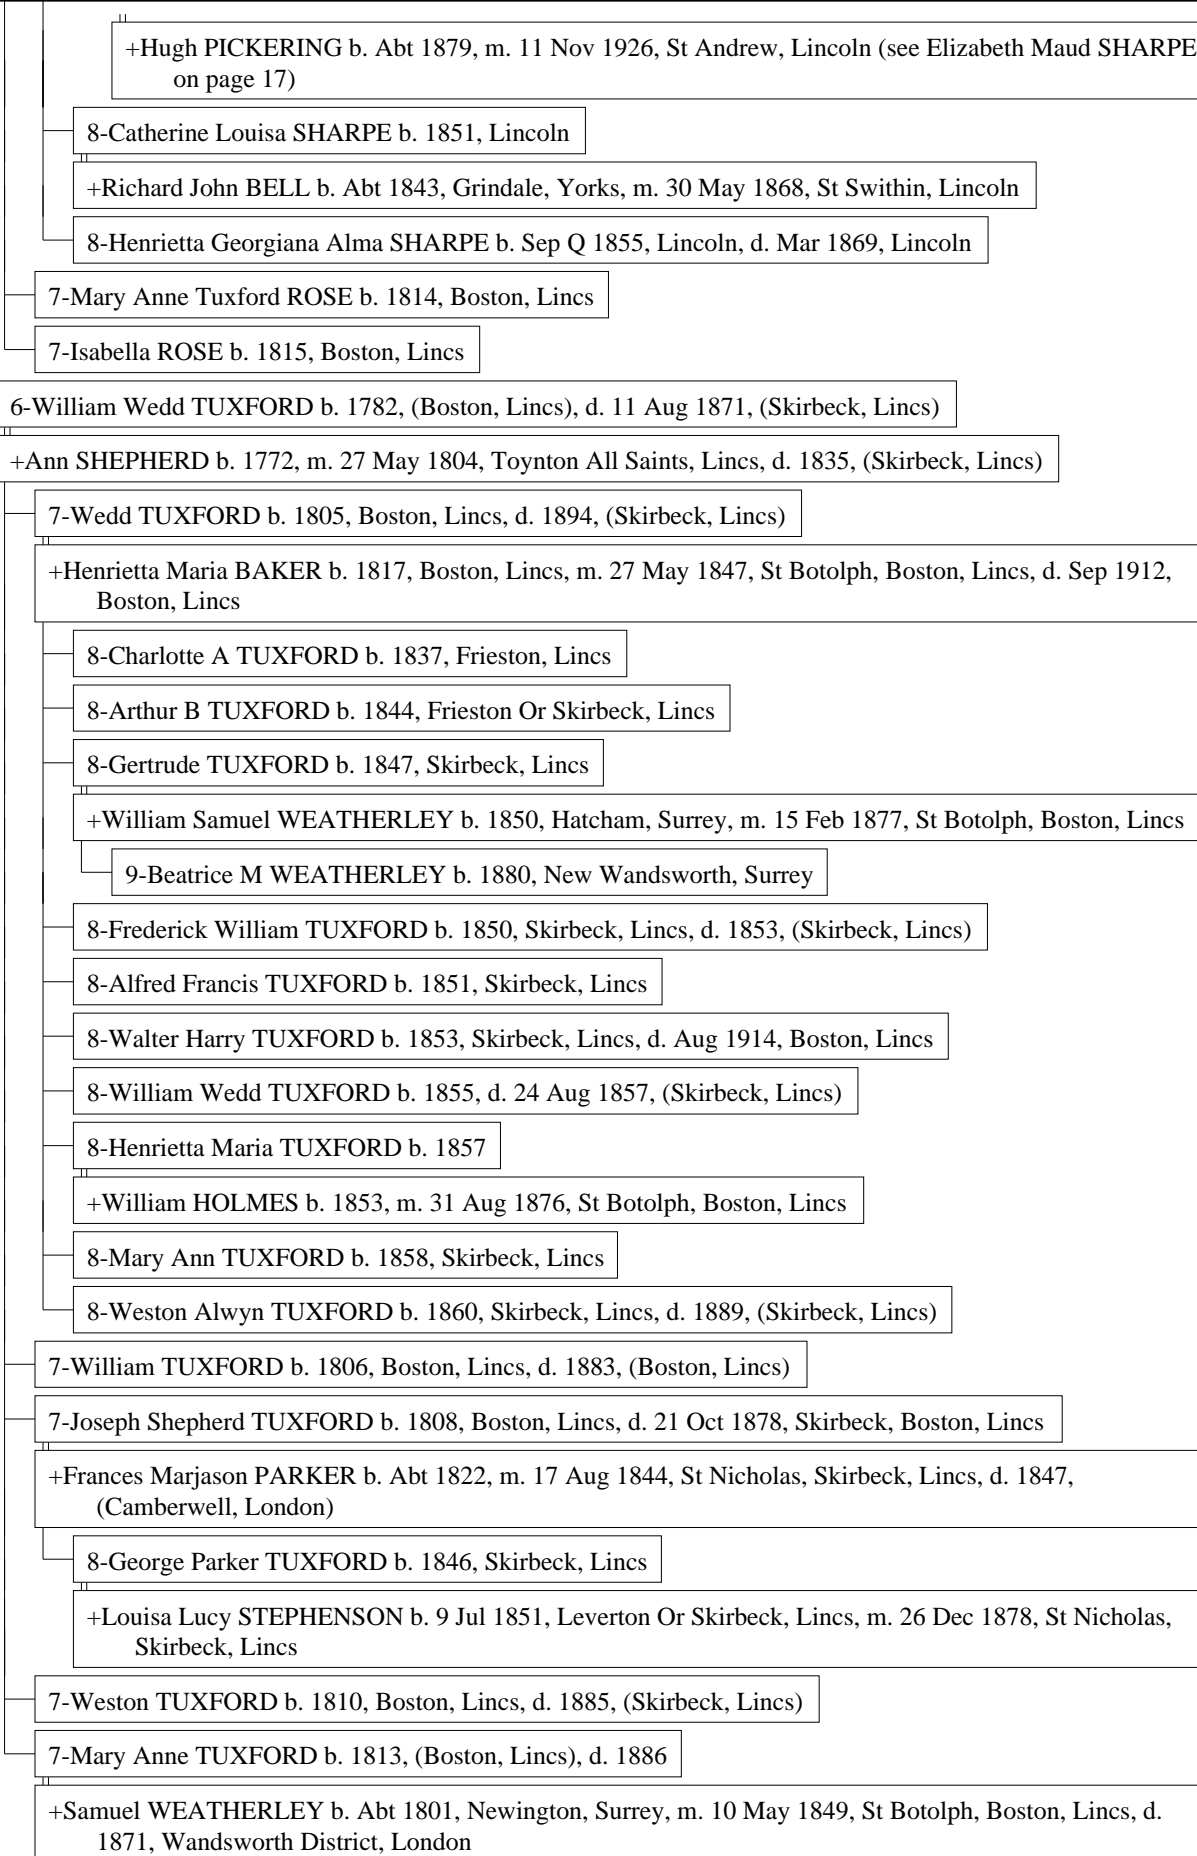 +Hugh PICKERING b. Abt 1879, m. 11 Nov 1926, St Andrew, Lincoln (see Elizabeth Maud SHARPE
on page 17)
8-Catherine Louisa SHARPE b. 1851, Lincoln
+Richard John BELL b. Abt 1843, Grindale, Yorks, m. 30 May 1868, St Swithin, Lincoln
8-Henrietta Georgiana Alma SHARPE b. Sep Q 1855, Lincoln, d. Mar 1869, Lincoln
7-Mary Anne Tuxford ROSE b. 1814, Boston, Lincs
7-Isabella ROSE b. 1815, Boston, Lincs
6-William Wedd TUXFORD b. 1782, (Boston, Lincs), d. 11 Aug 1871, (Skirbeck, Lincs)
+Ann SHEPHERD b. 1772, m. 27 May 1804, Toynton All Saints, Lincs, d. 1835, (Skirbeck, Lincs)
7-Wedd TUXFORD b. 1805, Boston, Lincs, d. 1894, (Skirbeck, Lincs)
+Henrietta Maria BAKER b. 1817, Boston, Lincs, m. 27 May 1847, St Botolph, Boston, Lincs, d. Sep 1912,
Boston, Lincs
8-Charlotte A TUXFORD b. 1837, Frieston, Lincs
8-Arthur B TUXFORD b. 1844, Frieston Or Skirbeck, Lincs
8-Gertrude TUXFORD b. 1847, Skirbeck, Lincs
+William Samuel WEATHERLEY b. 1850, Hatcham, Surrey, m. 15 Feb 1877, St Botolph, Boston, Lincs
9-Beatrice M WEATHERLEY b. 1880, New Wandsworth, Surrey
8-Frederick William TUXFORD b. 1850, Skirbeck, Lincs, d. 1853, (Skirbeck, Lincs)
8-Alfred Francis TUXFORD b. 1851, Skirbeck, Lincs
8-Walter Harry TUXFORD b. 1853, Skirbeck, Lincs, d. Aug 1914, Boston, Lincs
8-William Wedd TUXFORD b. 1855, d. 24 Aug 1857, (Skirbeck, Lincs)
8-Henrietta Maria TUXFORD b. 1857
+William HOLMES b. 1853, m. 31 Aug 1876, St Botolph, Boston, Lincs
8-Mary Ann TUXFORD b. 1858, Skirbeck, Lincs
8-Weston Alwyn TUXFORD b. 1860, Skirbeck, Lincs, d. 1889, (Skirbeck, Lincs)
7-William TUXFORD b. 1806, Boston, Lincs, d. 1883, (Boston, Lincs)
7-Joseph Shepherd TUXFORD b. 1808, Boston, Lincs, d. 21 Oct 1878, Skirbeck, Boston, Lincs
+Frances Marjason PARKER b. Abt 1822, m. 17 Aug 1844, St Nicholas, Skirbeck, Lincs, d. 1847,
(Camberwell, London)
8-George Parker TUXFORD b. 1846, Skirbeck, Lincs
+Louisa Lucy STEPHENSON b. 9 Jul 1851, Leverton Or Skirbeck, Lincs, m. 26 Dec 1878, St Nicholas,
Skirbeck, Lincs
7-Weston TUXFORD b. 1810, Boston, Lincs, d. 1885, (Skirbeck, Lincs)
7-Mary Anne TUXFORD b. 1813, (Boston, Lincs), d. 1886
+Samuel WEATHERLEY b. Abt 1801, Newington, Surrey, m. 10 May 1849, St Botolph, Boston, Lincs, d.
1871, Wandsworth District, London